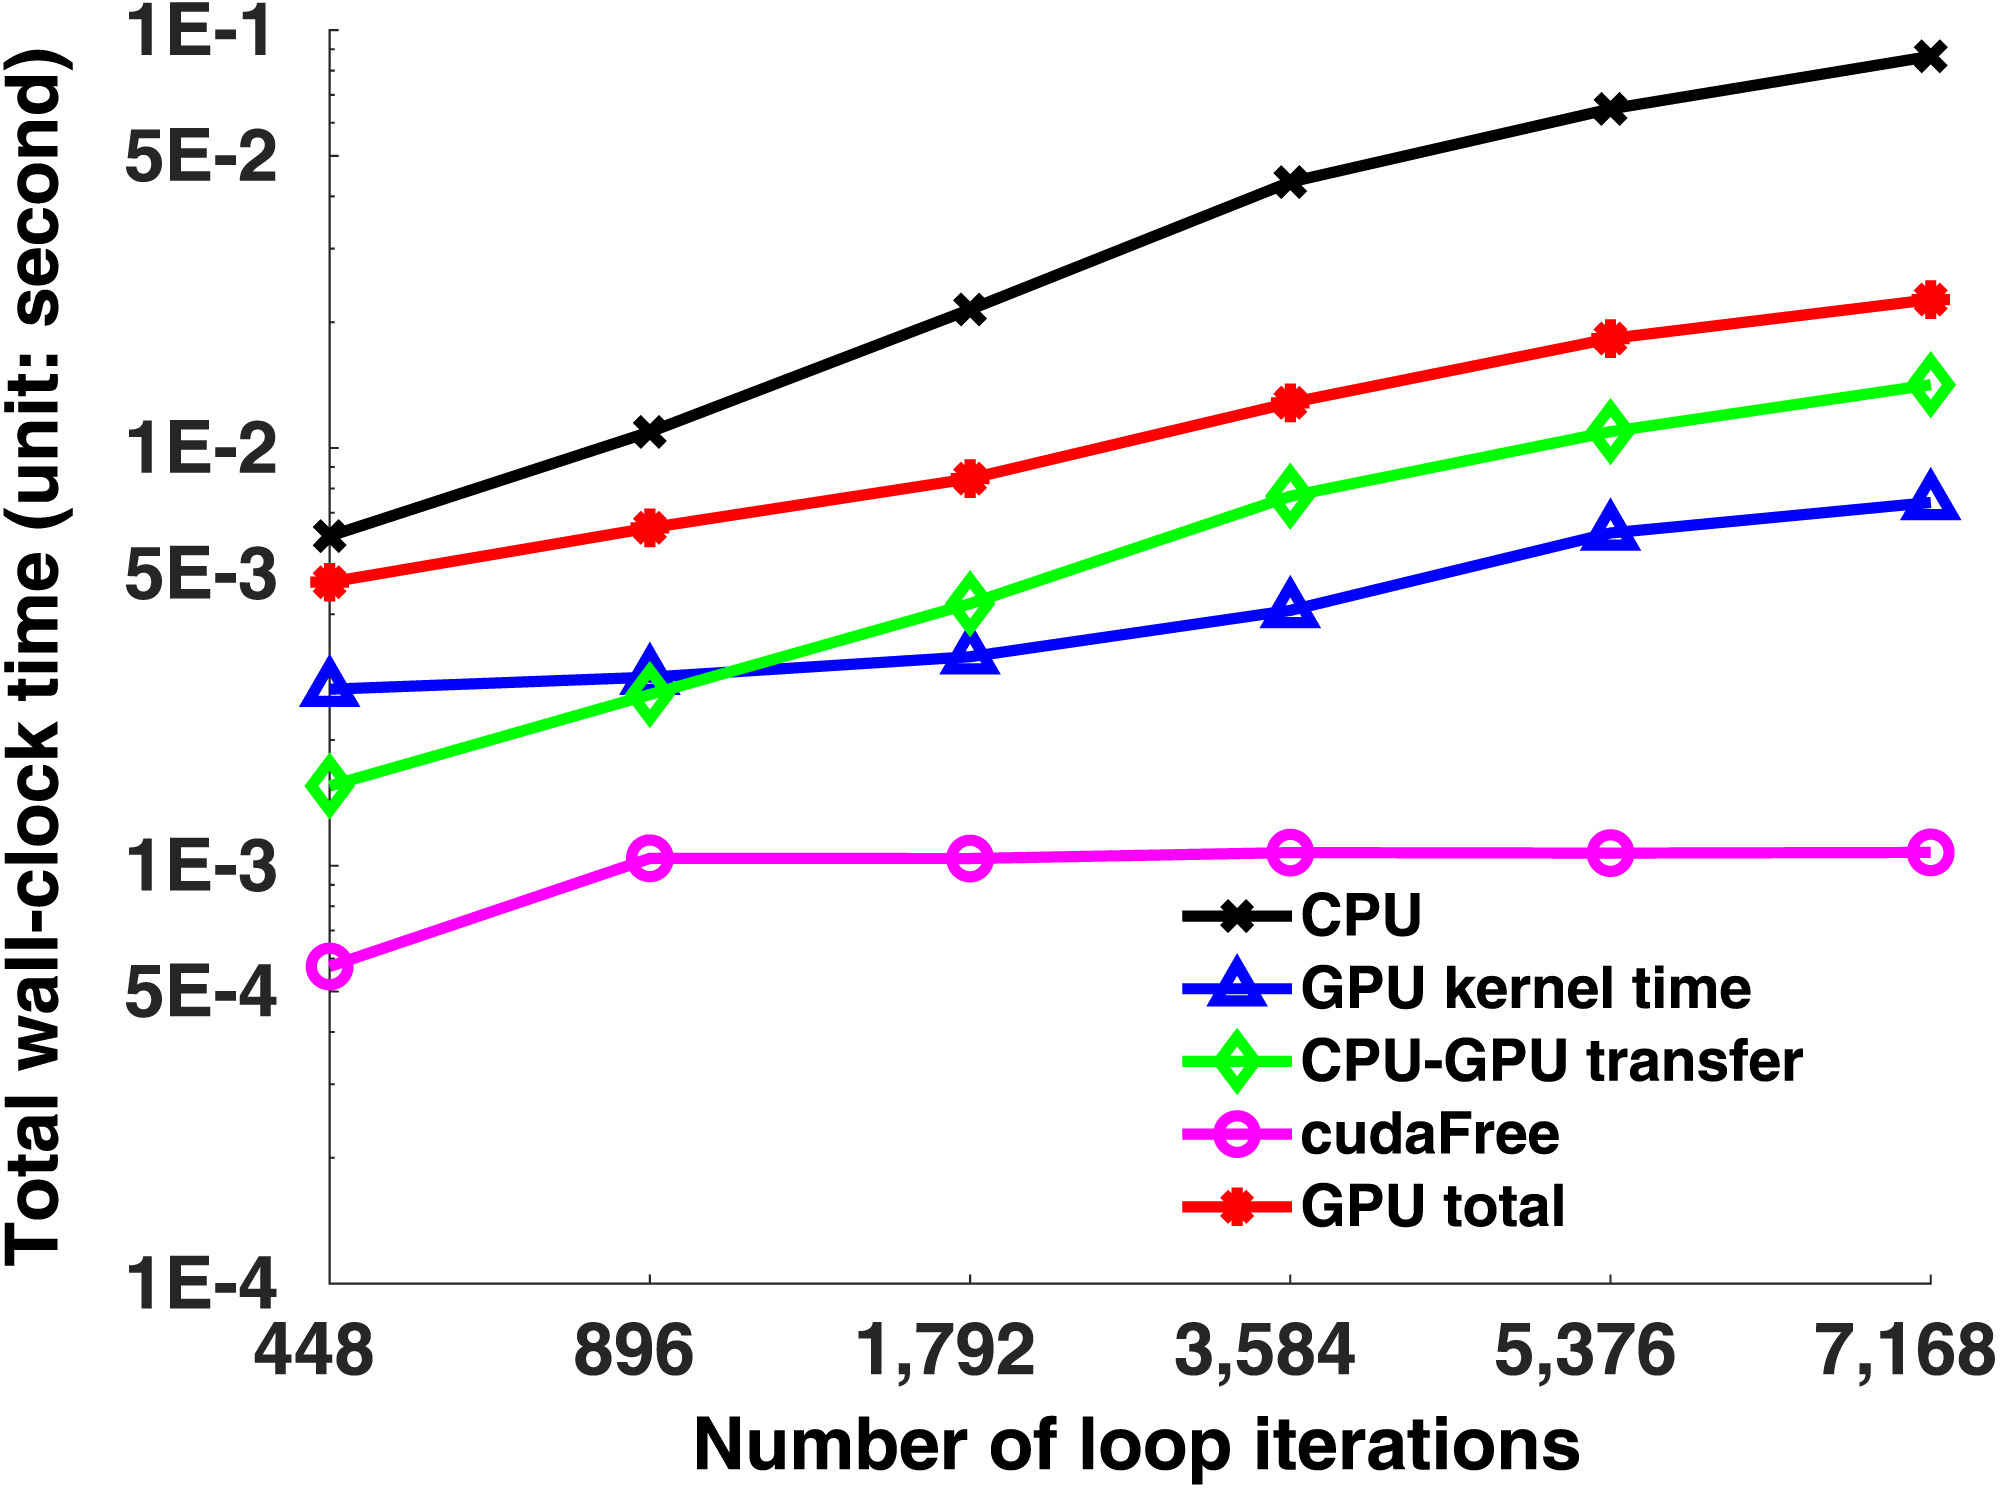 Total wall-clock time (unit: second)
1E-1
5E-2
1E-2
5E-3
1E-3
5E-4
1E-4
CPU
GPU kernel time
CPU-GPU transfer
cudaFree
GPU total
448 896 1,792 3,584 5,376 7,168
Number of loop iterations